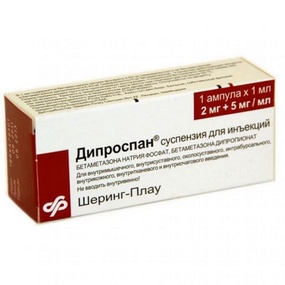 1 ампула x 1 мл
2 мг + 5 мг/мл
Дипроспан® суспензия для инъекций
БЕТАМЕТАЗОНА НАТРИЯ ФОСФАТ, БЕТАМЕТАЗОНА ДИПРОПИОНАТ
Для внутримышечного, внутрисуставного, околосуставного, интрабурсального,
внутрикожного, внутритканевого и внутриочагового введения.
Не вводить внутривенно!
Шеринг-Плау